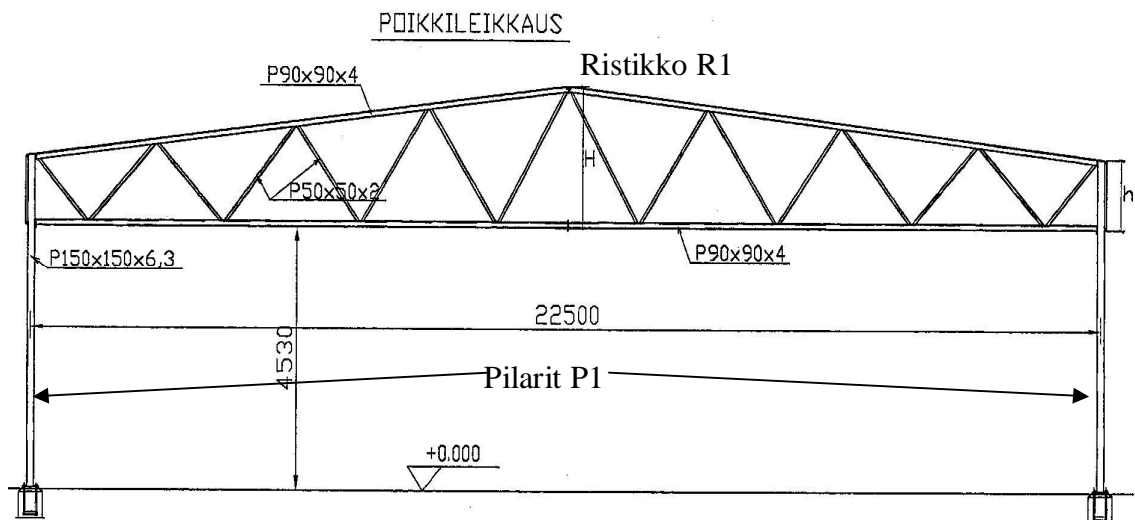 POIKKILEIKKAUS
Ristikko R1
P90x90x4
H
h
P50x50x2
P150x150x6,3
P90x90x4
22500
4530
Pilarit P1
+0.000